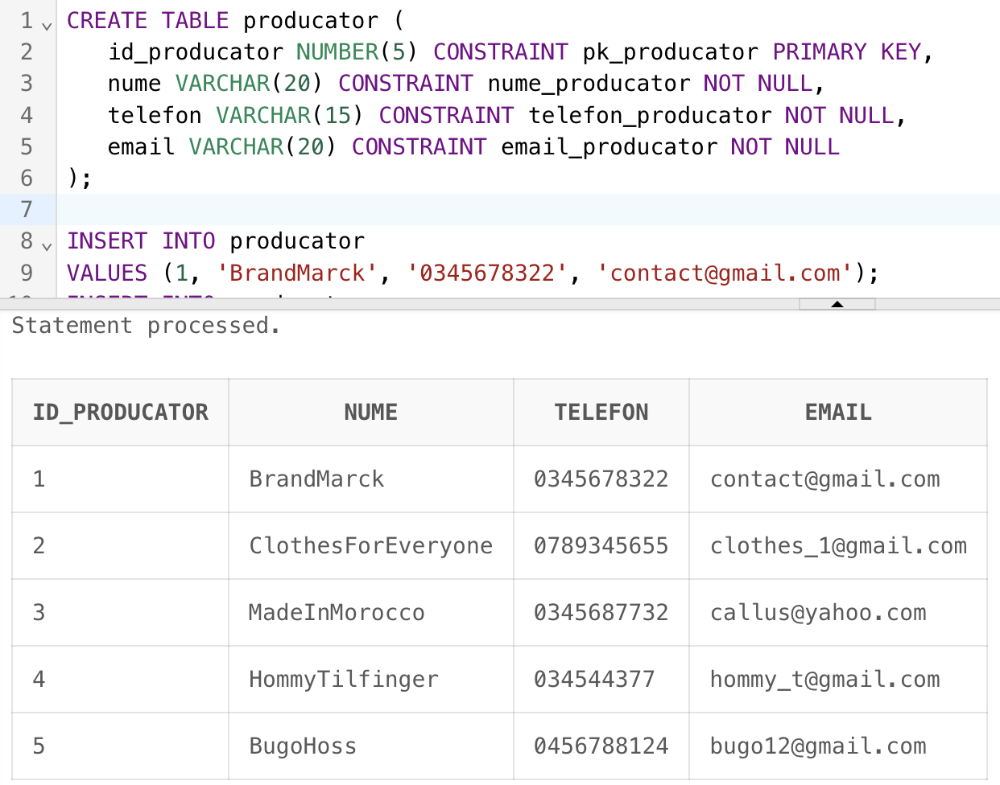 1 CREATE TABLE producator (
2 id_producator NUMBER(5) CONSTRAINT pk_producator PRIMARY KEY,
3 nume VARCHAR(20) CONSTRAINT nume_producator NOT NULL,
4 telefon VARCHAR(15) CONSTRAINT telefon_producator NOT NULL,
5 email VARCHAR(20) CONSTRAINT email_producator NOT NULL
6 );
7
8 INSERT INTO producator
9 VALUES (1, 'BrandMarck', '0345678322', 'contact@gmail.com');
Statement processed.
ID_PRODUCATOR NUME TELEFON EMAIL
1 BrandMarck 0345678322 contact@gmail.com
2 ClothesForEveryone 0789345655 clothes_1@gmail.com
3 MadeInMorocco 0345687732 callus@yahoo.com
4 HommyTilfinger 034544377 hommy_t@gmail.com
5 BugoHoss 0456788124 bugo12@gmail.com